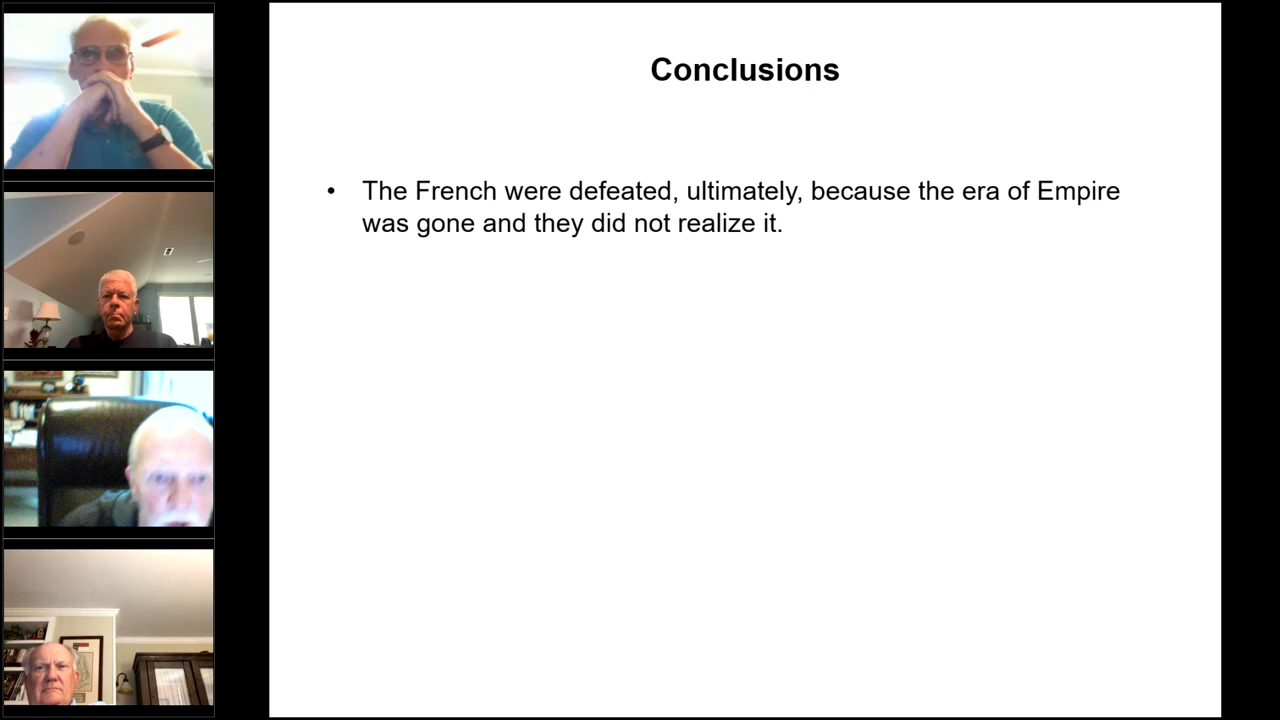 Conclusions
• The French were defeated, ultimately, because the era of Empire
was gone and they did not realize it.